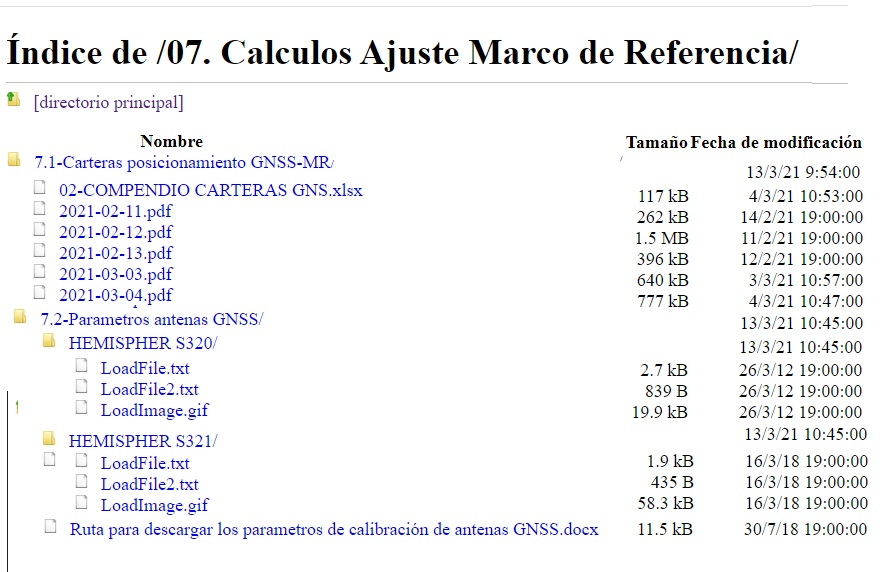 Índice de /07. Calculos Ajuste Marco de Referencia/
[directorio principal]
Nombre Tamaño Fecha de modificación
7.1-Carteras posicionamiento GNSS-MR/ / 13/3/21 9:54:00
02-COMPENDIO CARTERAS GNS.xlsx 117 kB 4/3/21 10:53:00
2021-02-11.pdf 262 kB 14/2/21 19:00:00
2021-02-12.pdf 1.5 MB 11/2/21 19:00:00
2021-02-13.pdf 396 kB 12/2/21 19:00:00
2021-03-03.pdf 640 kB 3/3/21 10:57:00
2021-03-04.pdf 777 kB 4/3/21 10:47:00
7.2-Parametros antenas GNSS/ 13/3/21 10:45:00
HEMISPHER S320/ 13/3/21 10:45:00
LoadFile.txt 2.7 kB 26/3/12 19:00:00
LoadFile2.txt 839 B 26/3/12 19:00:00
LoadImage.gif 19.9 kB 26/3/12 19:00:00
HEMISPHER S321/ 13/3/21 10:45:00
LoadFile.txt 1.9 kB 16/3/18 19:00:00
LoadFile2.txt 435 B 16/3/18 19:00:00
LoadImage.gif 58.3 kB 16/3/18 19:00:00
Ruta para descargar los parametros de calibración de antenas GNSS.docx 11.5 kB 30/7/18 19:00:00